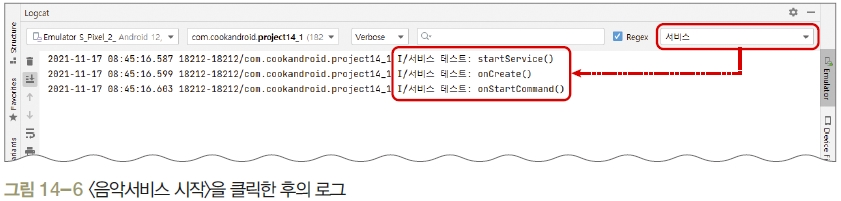 Logcat
Emulator S_Pixel_2_ Android 12, com.cookandroid.project14_1 (182 Verbose Regex 서비스
2021-11-17 08:45:16.587 18212-18212/com.cookandroid.project14_1 I/서비스 테스트: startService()
2021-11-17 08:45:16.599 18212-18212/com.cookandroid.project14_1 I/서비스 테스트: onCreate()
2021-11-17 08:45:16.603 18212-18212/com.cookandroid.project14_1 I/서비스 테스트: onStartCommand()
Structure
Favorites
Emulator
그림 14-6 〈음악서비스 시작〉을 클릭한 후의 로그